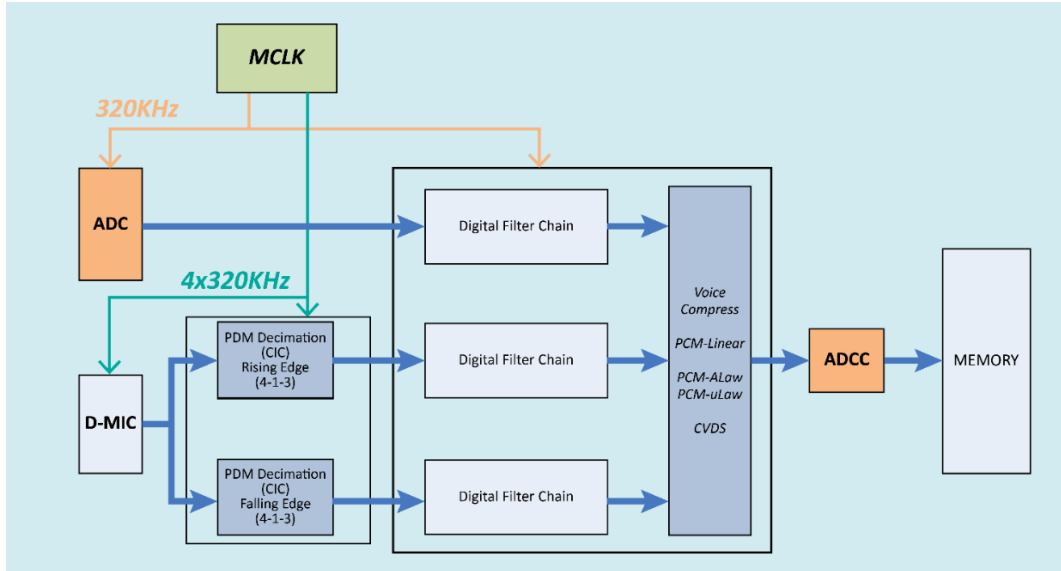 MCLK
320KHz
ADC
Digital Filter Chain
4x320KHz
Voice
Compress
PCM-Linear
PCM-ALaw
PCM-uLaw
CVDS
PDM Decimation
(CIC)
Rising Edge
(4-1-3)
Digital Filter Chain
ADCC
MEMORY
D-MIC
PDM Decimation
(CIC)
Falling Edge
(4-1-3)
Digital Filter Chain